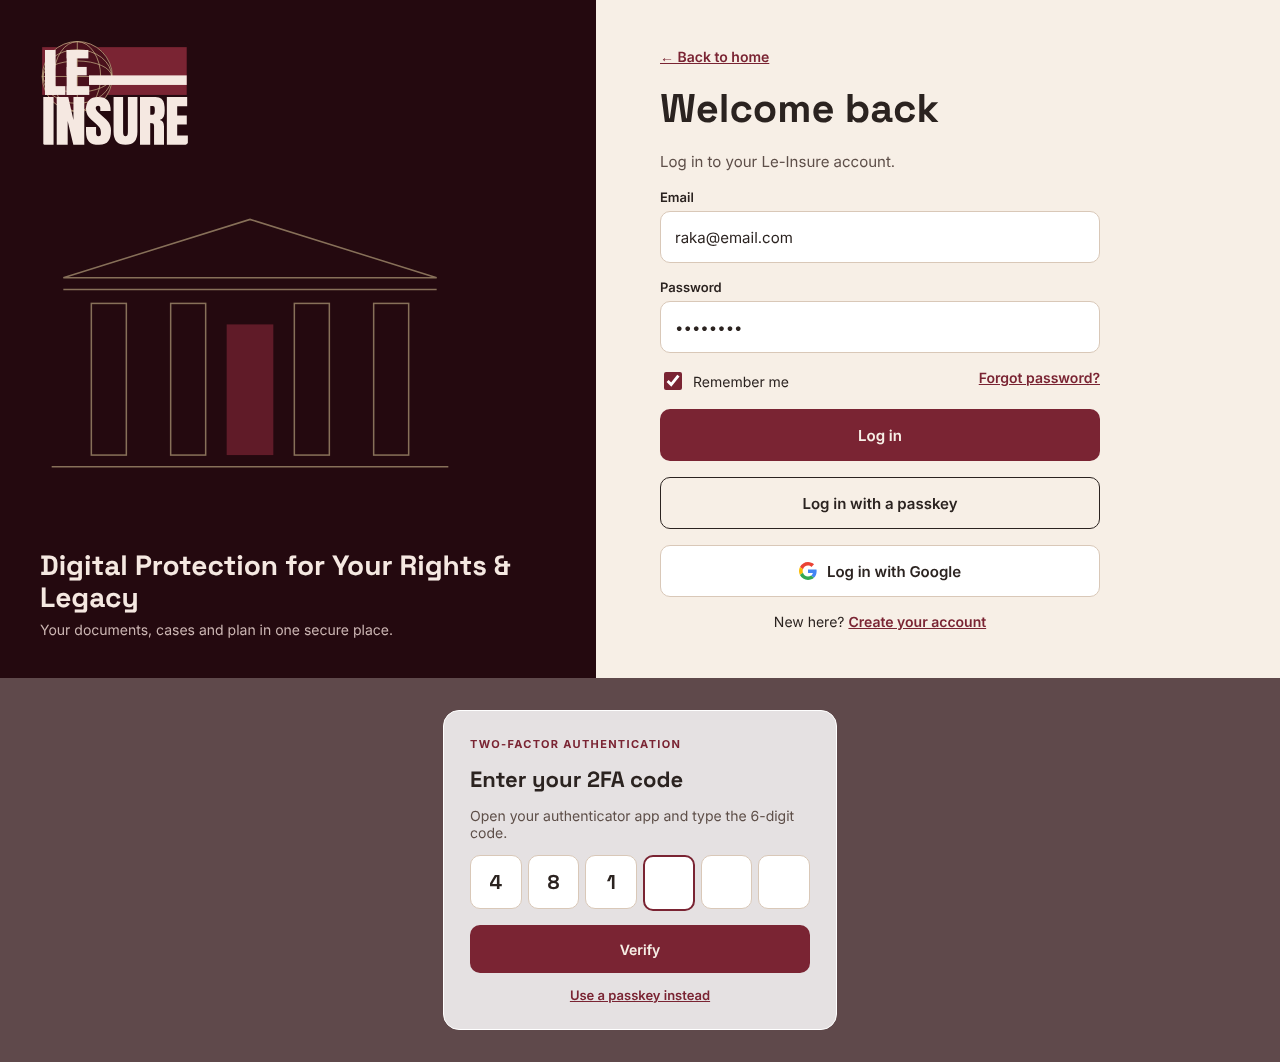 LE
INSURE
Digital Protection for Your Rights &
Legacy
Your documents, cases and plan in one secure place.
← Back to home
Welcome back
Log in to your Le-Insure account.
Email
raka@email.com
Password
••••••••
Remember me
Forgot password?
Log in
Log in with a passkey
Log in with Google
New here? Create your account
TWO-FACTOR AUTHENTICATION
Enter your 2FA code
Open your authenticator app and type the 6-digit
code.
4 8 1
Verify
Use a passkey instead